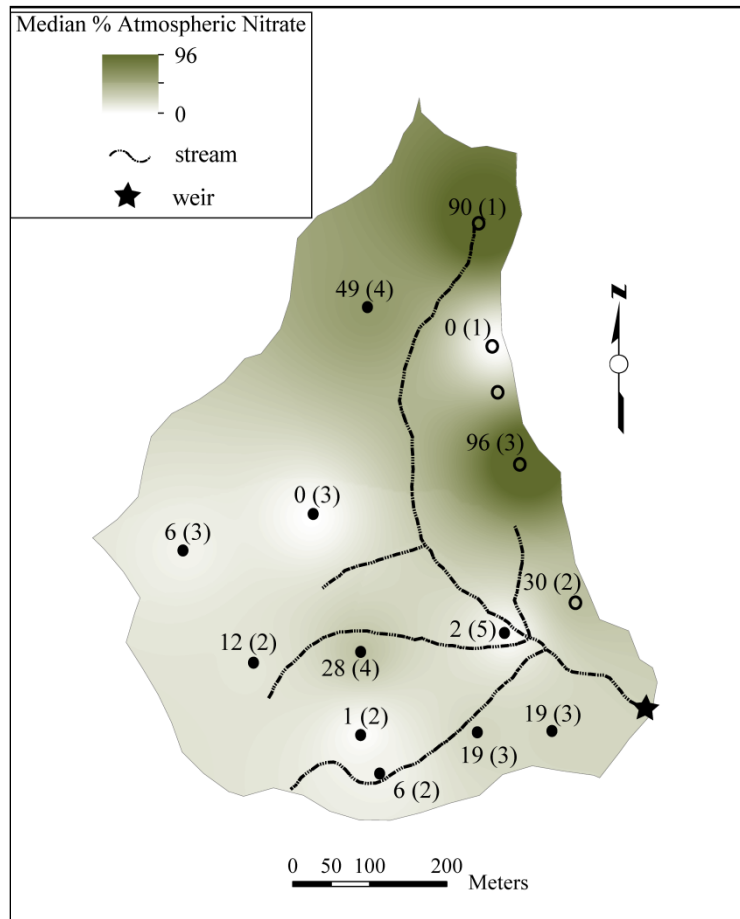 Median % Atmospheric Nitrate
96
0
stream
weir
90 (1)
49 (4)
0 (1)
z
96 (3)
0 (3)
6 (3)
30 (2)
2 (5)
12 (2)
28 (4)
1 (2)
19 (3)
19 (3)
6 (2)
0 50 100 200
Meters